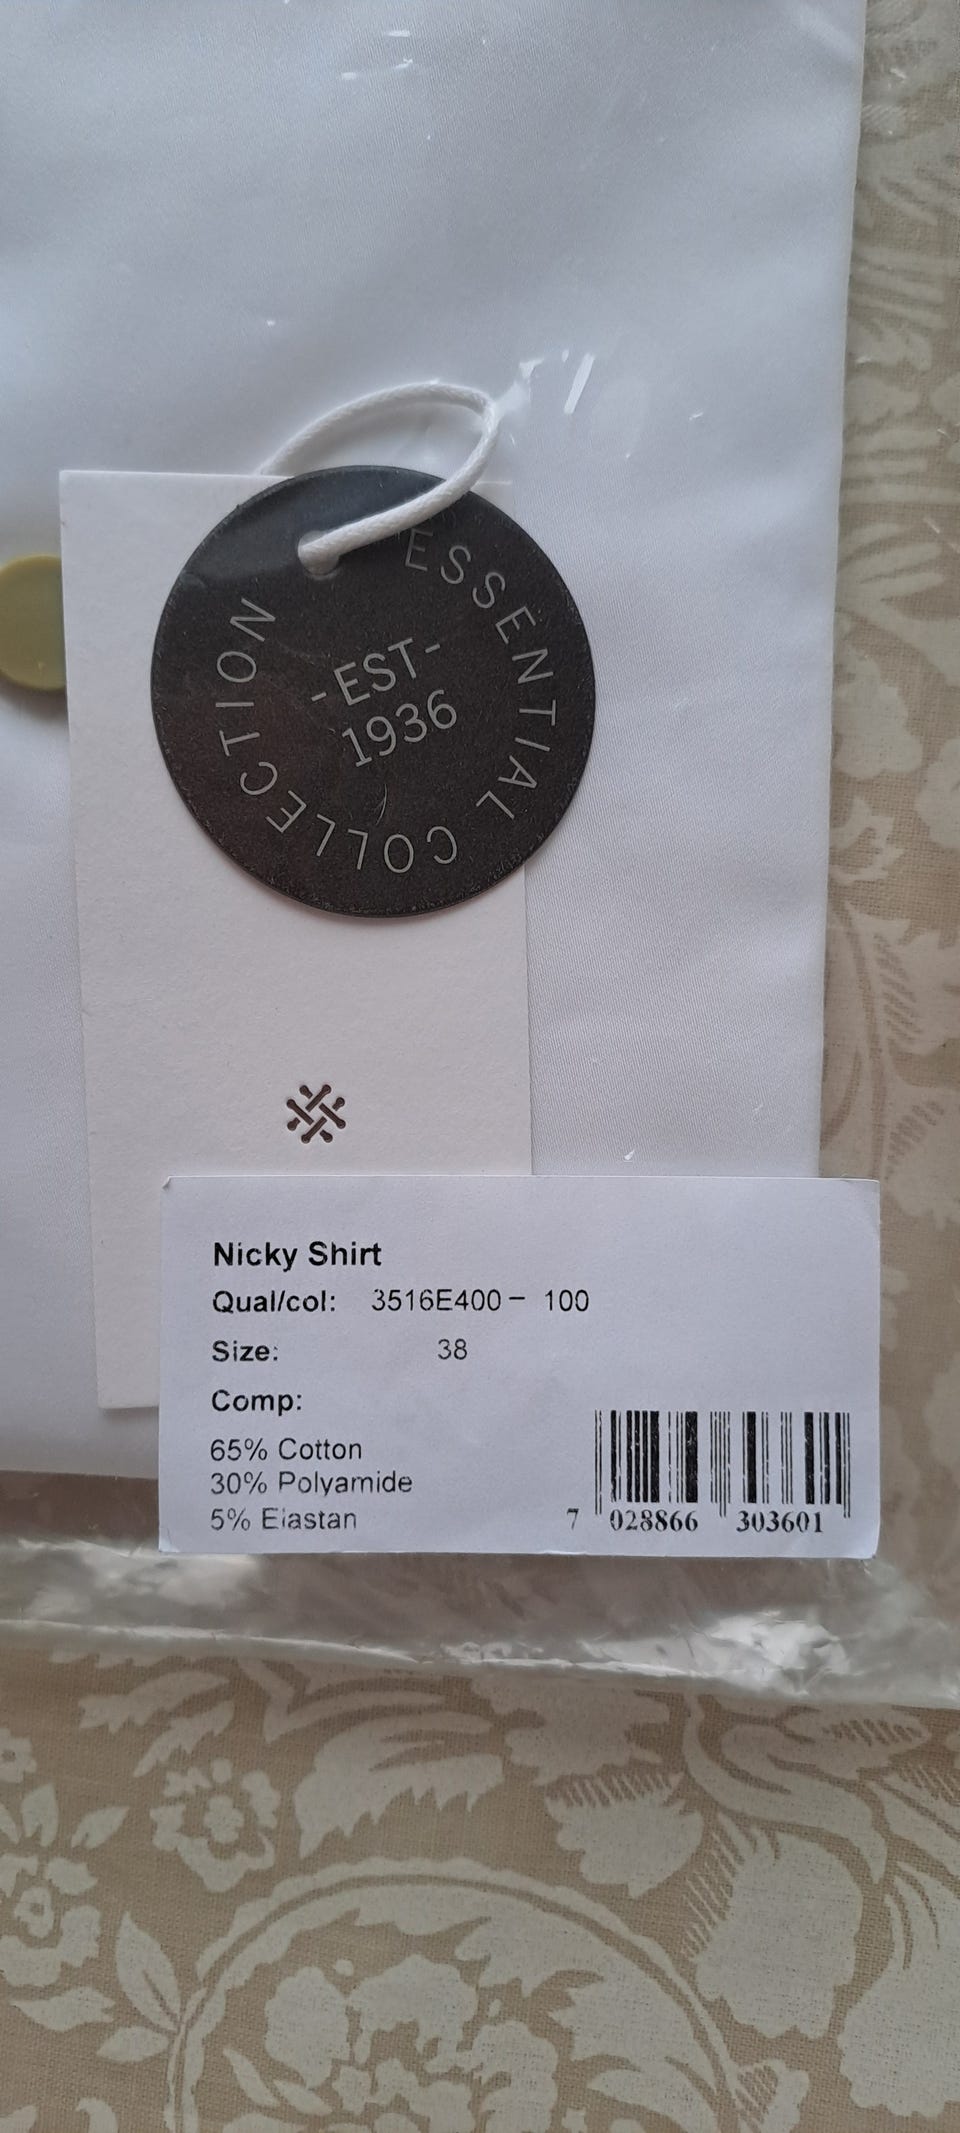 ESSENTIAL COLLECTION
-EST-
1936
Nicky Shirt
Qual/col: 3516E400 - 100
Size: 38
Comp:
65% Cotton
30% Polyamide
5% Elastan
7 028866 303601